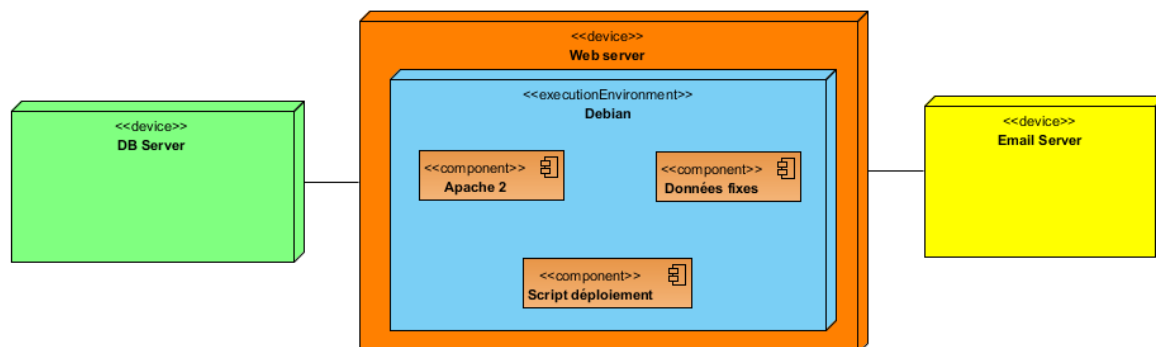 <<device>>
DB Server
<<device>>
Web server
<<executionEnvironment>>
Debian
<<component>>
Apache 2
<<component>>
Données fixes
<<component>>
Script déploiement
<<device>>
Email Server